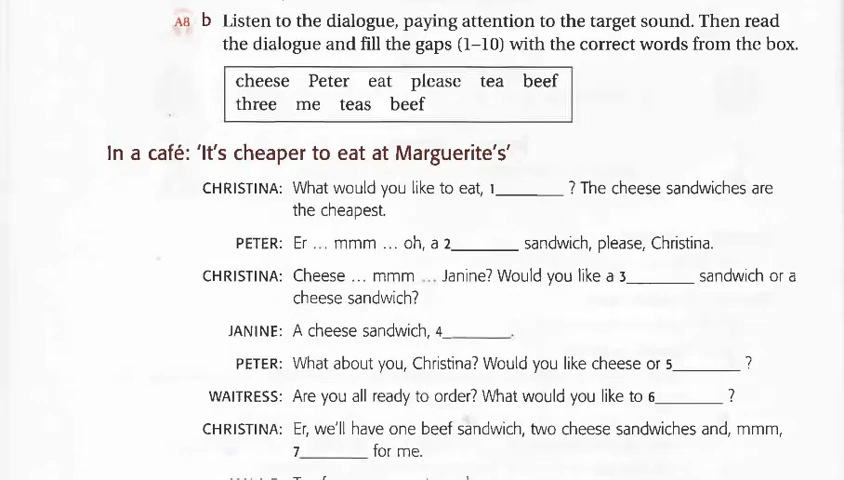 A8 b Listen to the dialogue, paying attention to the target sound. Then read
the dialogue and fill the gaps (1–10) with the correct words from the box.
cheese Peter eat please tea beef
three me teas beef
In a café: 'It's cheaper to eat at Marguerite's'
CHRISTINA: What would you like to eat, 1________ ? The cheese sandwiches are
the cheapest.
PETER: Er ... mmm ... oh, a 2________ sandwich, please, Christina.
CHRISTINA: Cheese ... mmm ... Janine? Would you like a 3________ sandwich or a
cheese sandwich?
JANINE: A cheese sandwich, 4________.
PETER: What about you, Christina? Would you like cheese or 5________ ?
WAITRESS: Are you all ready to order? What would you like to 6________ ?
CHRISTINA: Er, we'll have one beef sandwich, two cheese sandwiches and, mmm,
7________ for me.